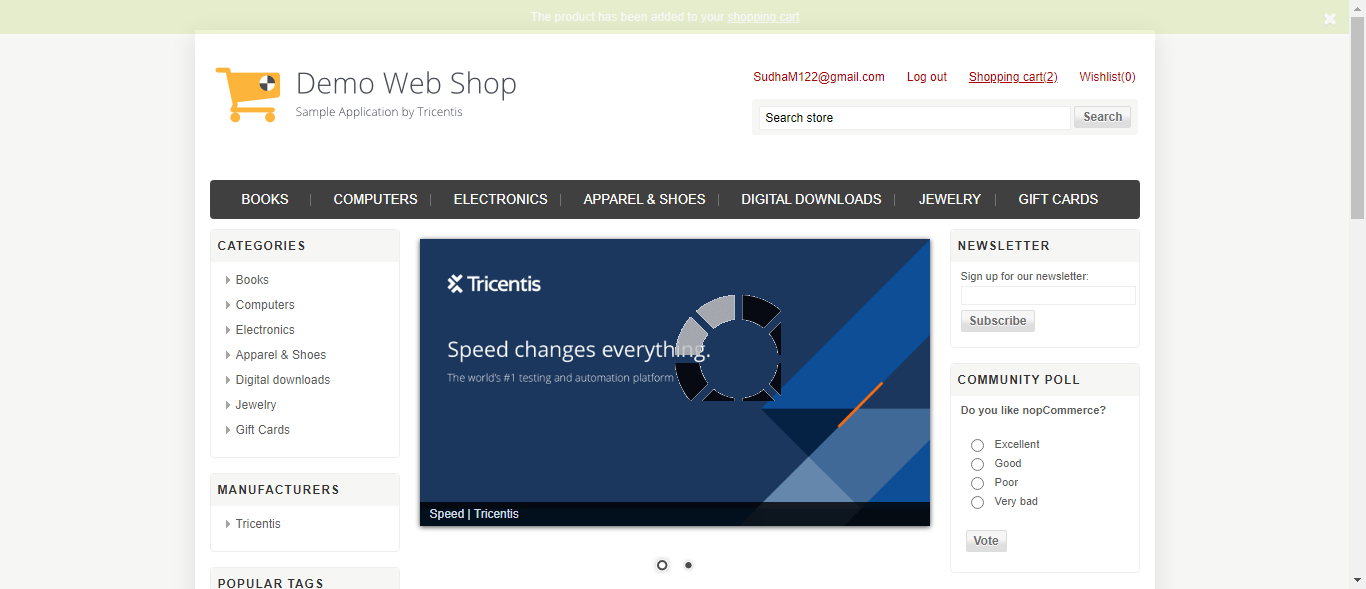 The product has been added to your shopping cart
Demo Web Shop
Sample Application by Tricentis
SudhaM122@gmail.com Log out Shopping cart(2) Wishlist(0)
Search store Search
BOOKS COMPUTERS ELECTRONICS APPAREL & SHOES DIGITAL DOWNLOADS JEWELRY GIFT CARDS
CATEGORIES
Books
Computers
Electronics
Apparel & Shoes
Digital downloads
Jewelry
Gift Cards
MANUFACTURERS
Tricentis
POPULAR TAGS
Tricentis
Speed changes everything.
The world's #1 testing and automation platform
Speed | Tricentis
NEWSLETTER
Sign up for our newsletter:
Subscribe
COMMUNITY POLL
Do you like nopCommerce?
Excellent
Good
Poor
Very bad
Vote